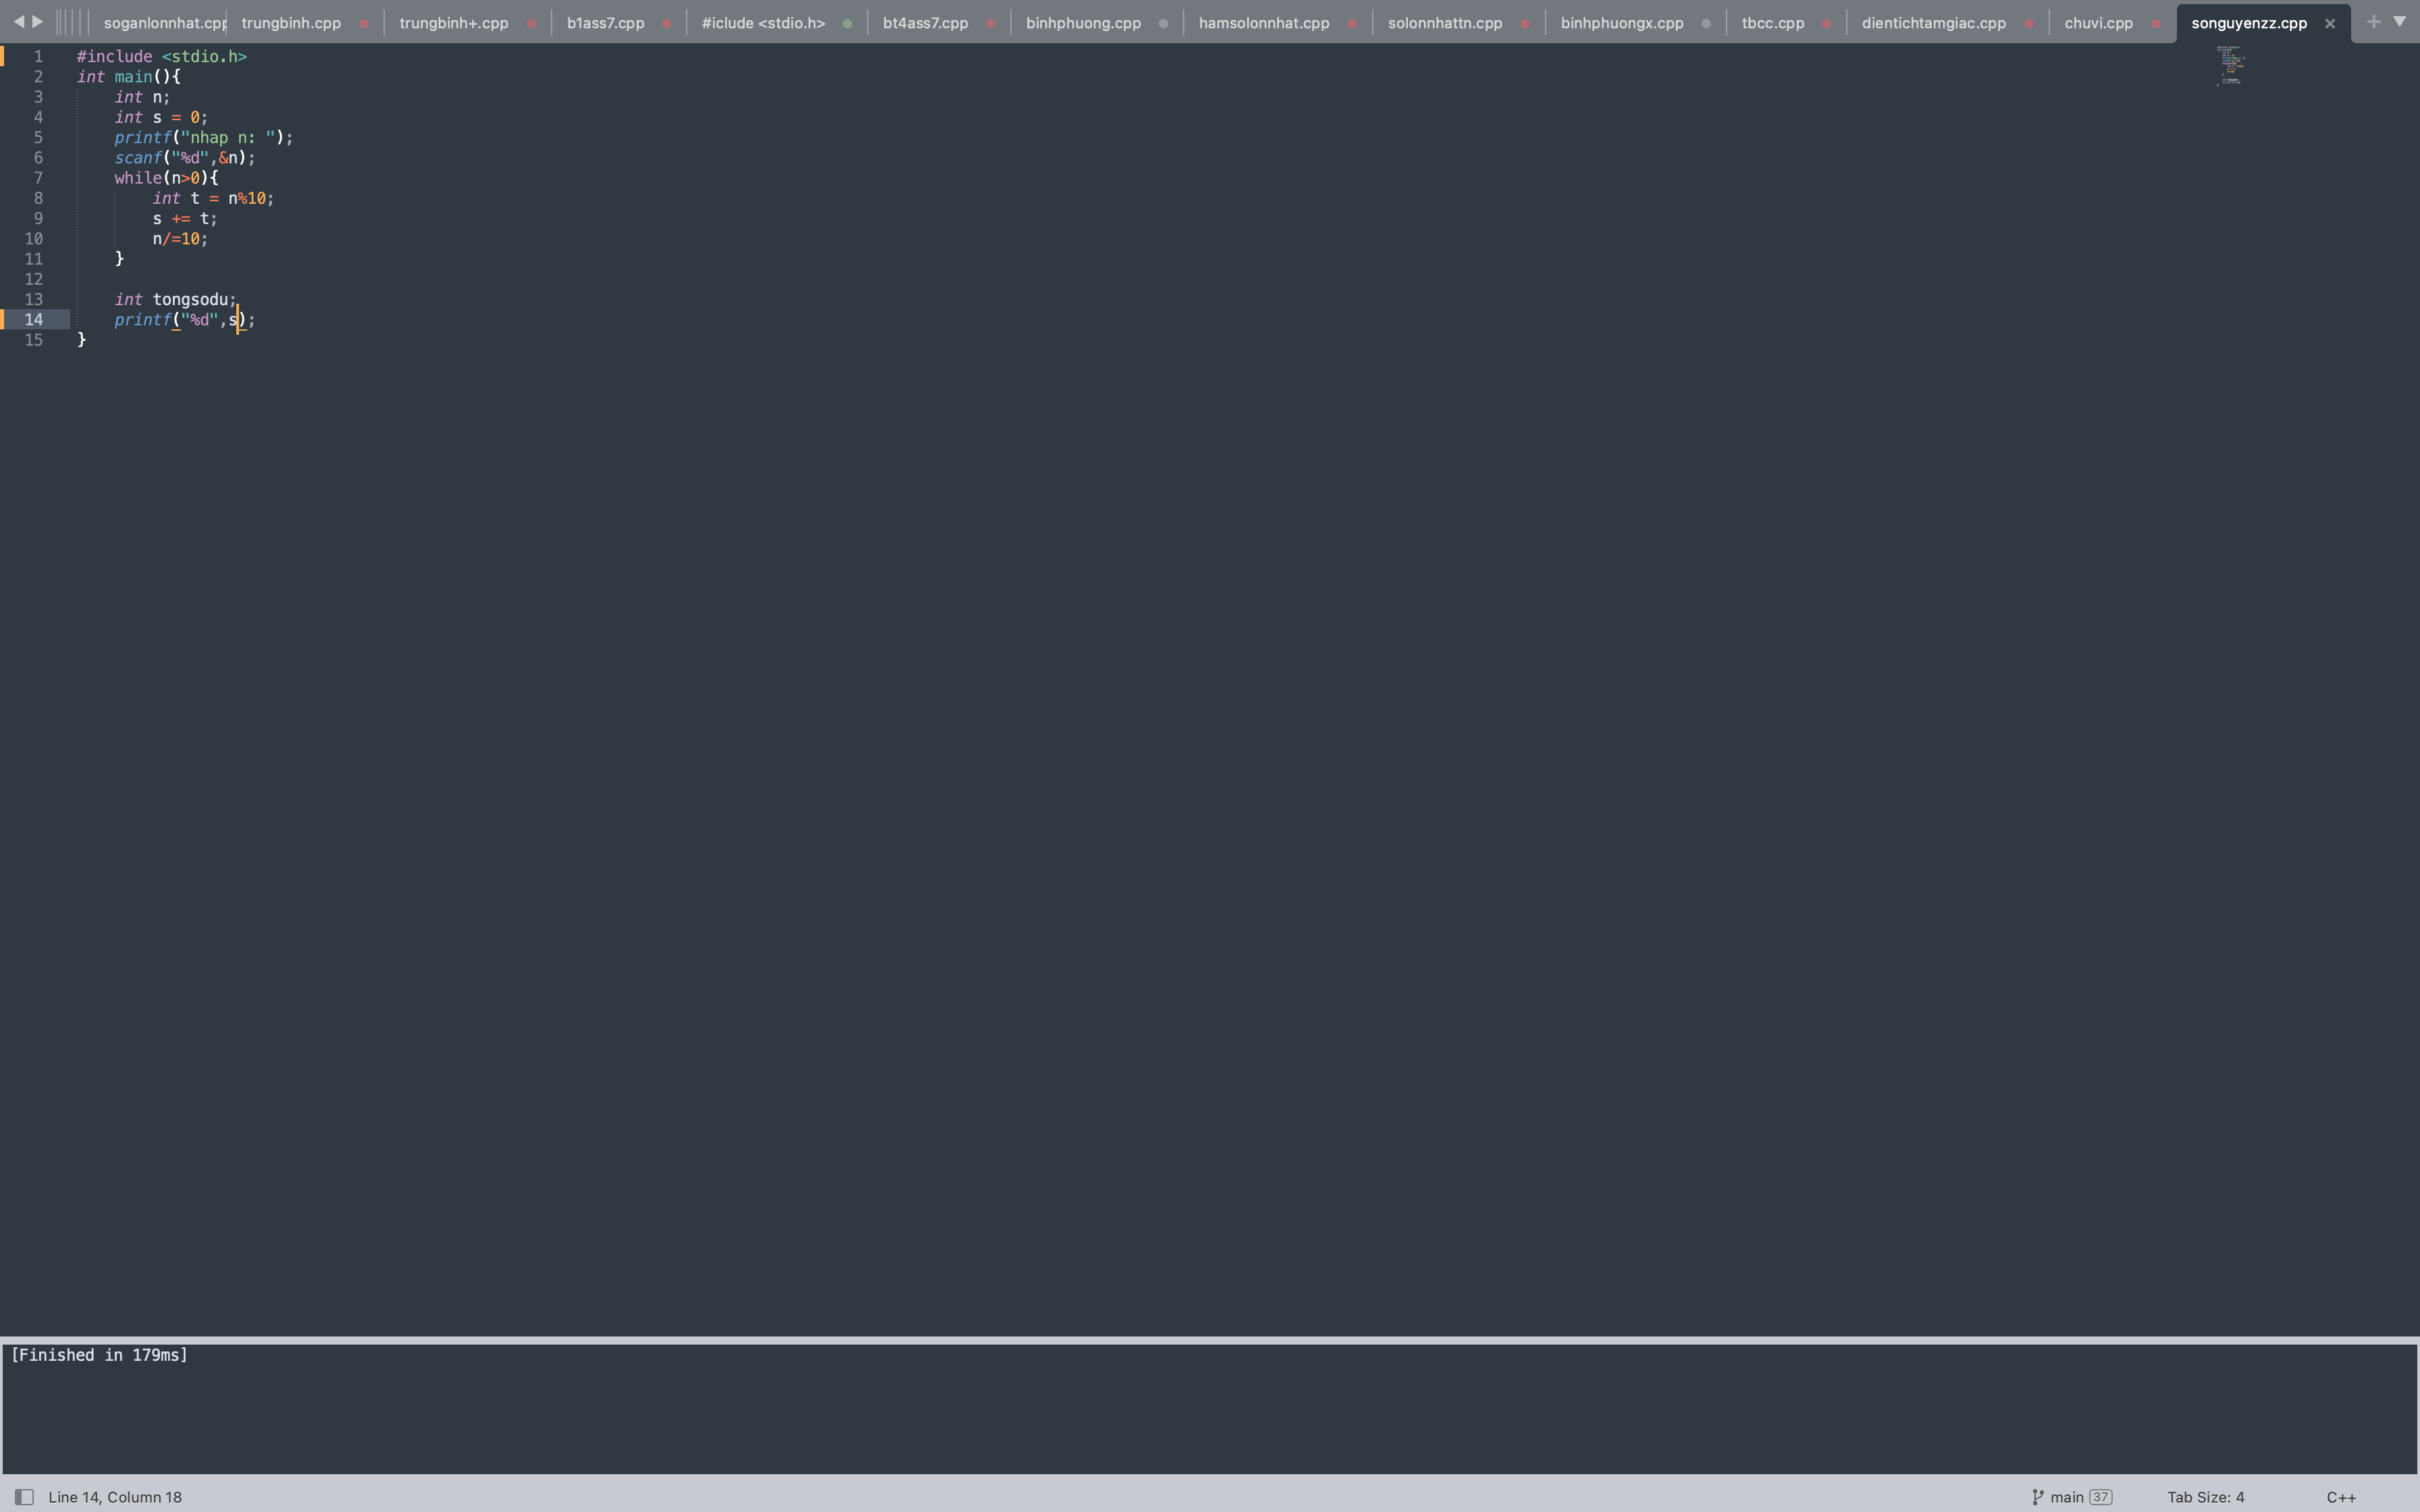 soganlonnhat.cpp trungbinh.cpp trungbinh+.cpp b1ass7.cpp #iclude <stdio.h> bt4ass7.cpp binhphuong.cpp hamsolonnhat.cpp solonnhattn.cpp binhphuongx.cpp tbcc.cpp dientichtamgiac.cpp chuvi.cpp songuyenzz.cpp
1 #include <stdio.h>
2 int main(){
3 int n;
4 int s = 0;
5 printf("nhap n: ");
6 scanf("%d",&n);
7 while(n>0){
8 int t = n%10;
9 s += t;
10 n/=10;
11 }
12
13 int tongsodu;
14 printf("%d",s);
15 }
[Finished in 179ms]
Line 14, Column 18 main 37 Tab Size: 4 C++